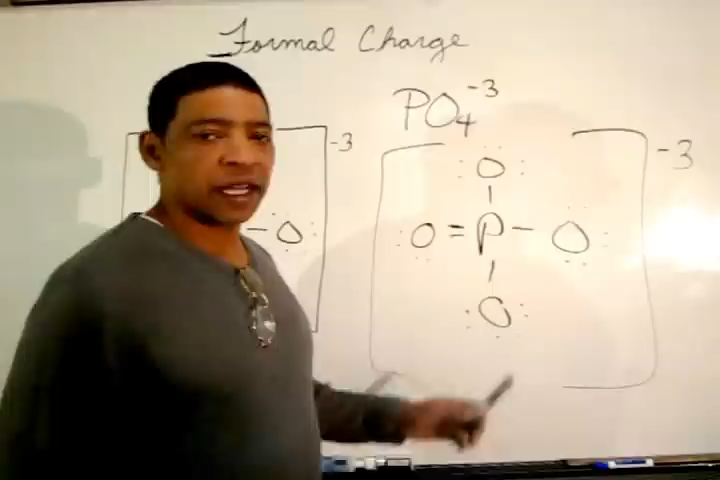 Formal Charge
PO₄⁻³
-3
-O
-3
O
|
O=P-O
|
O